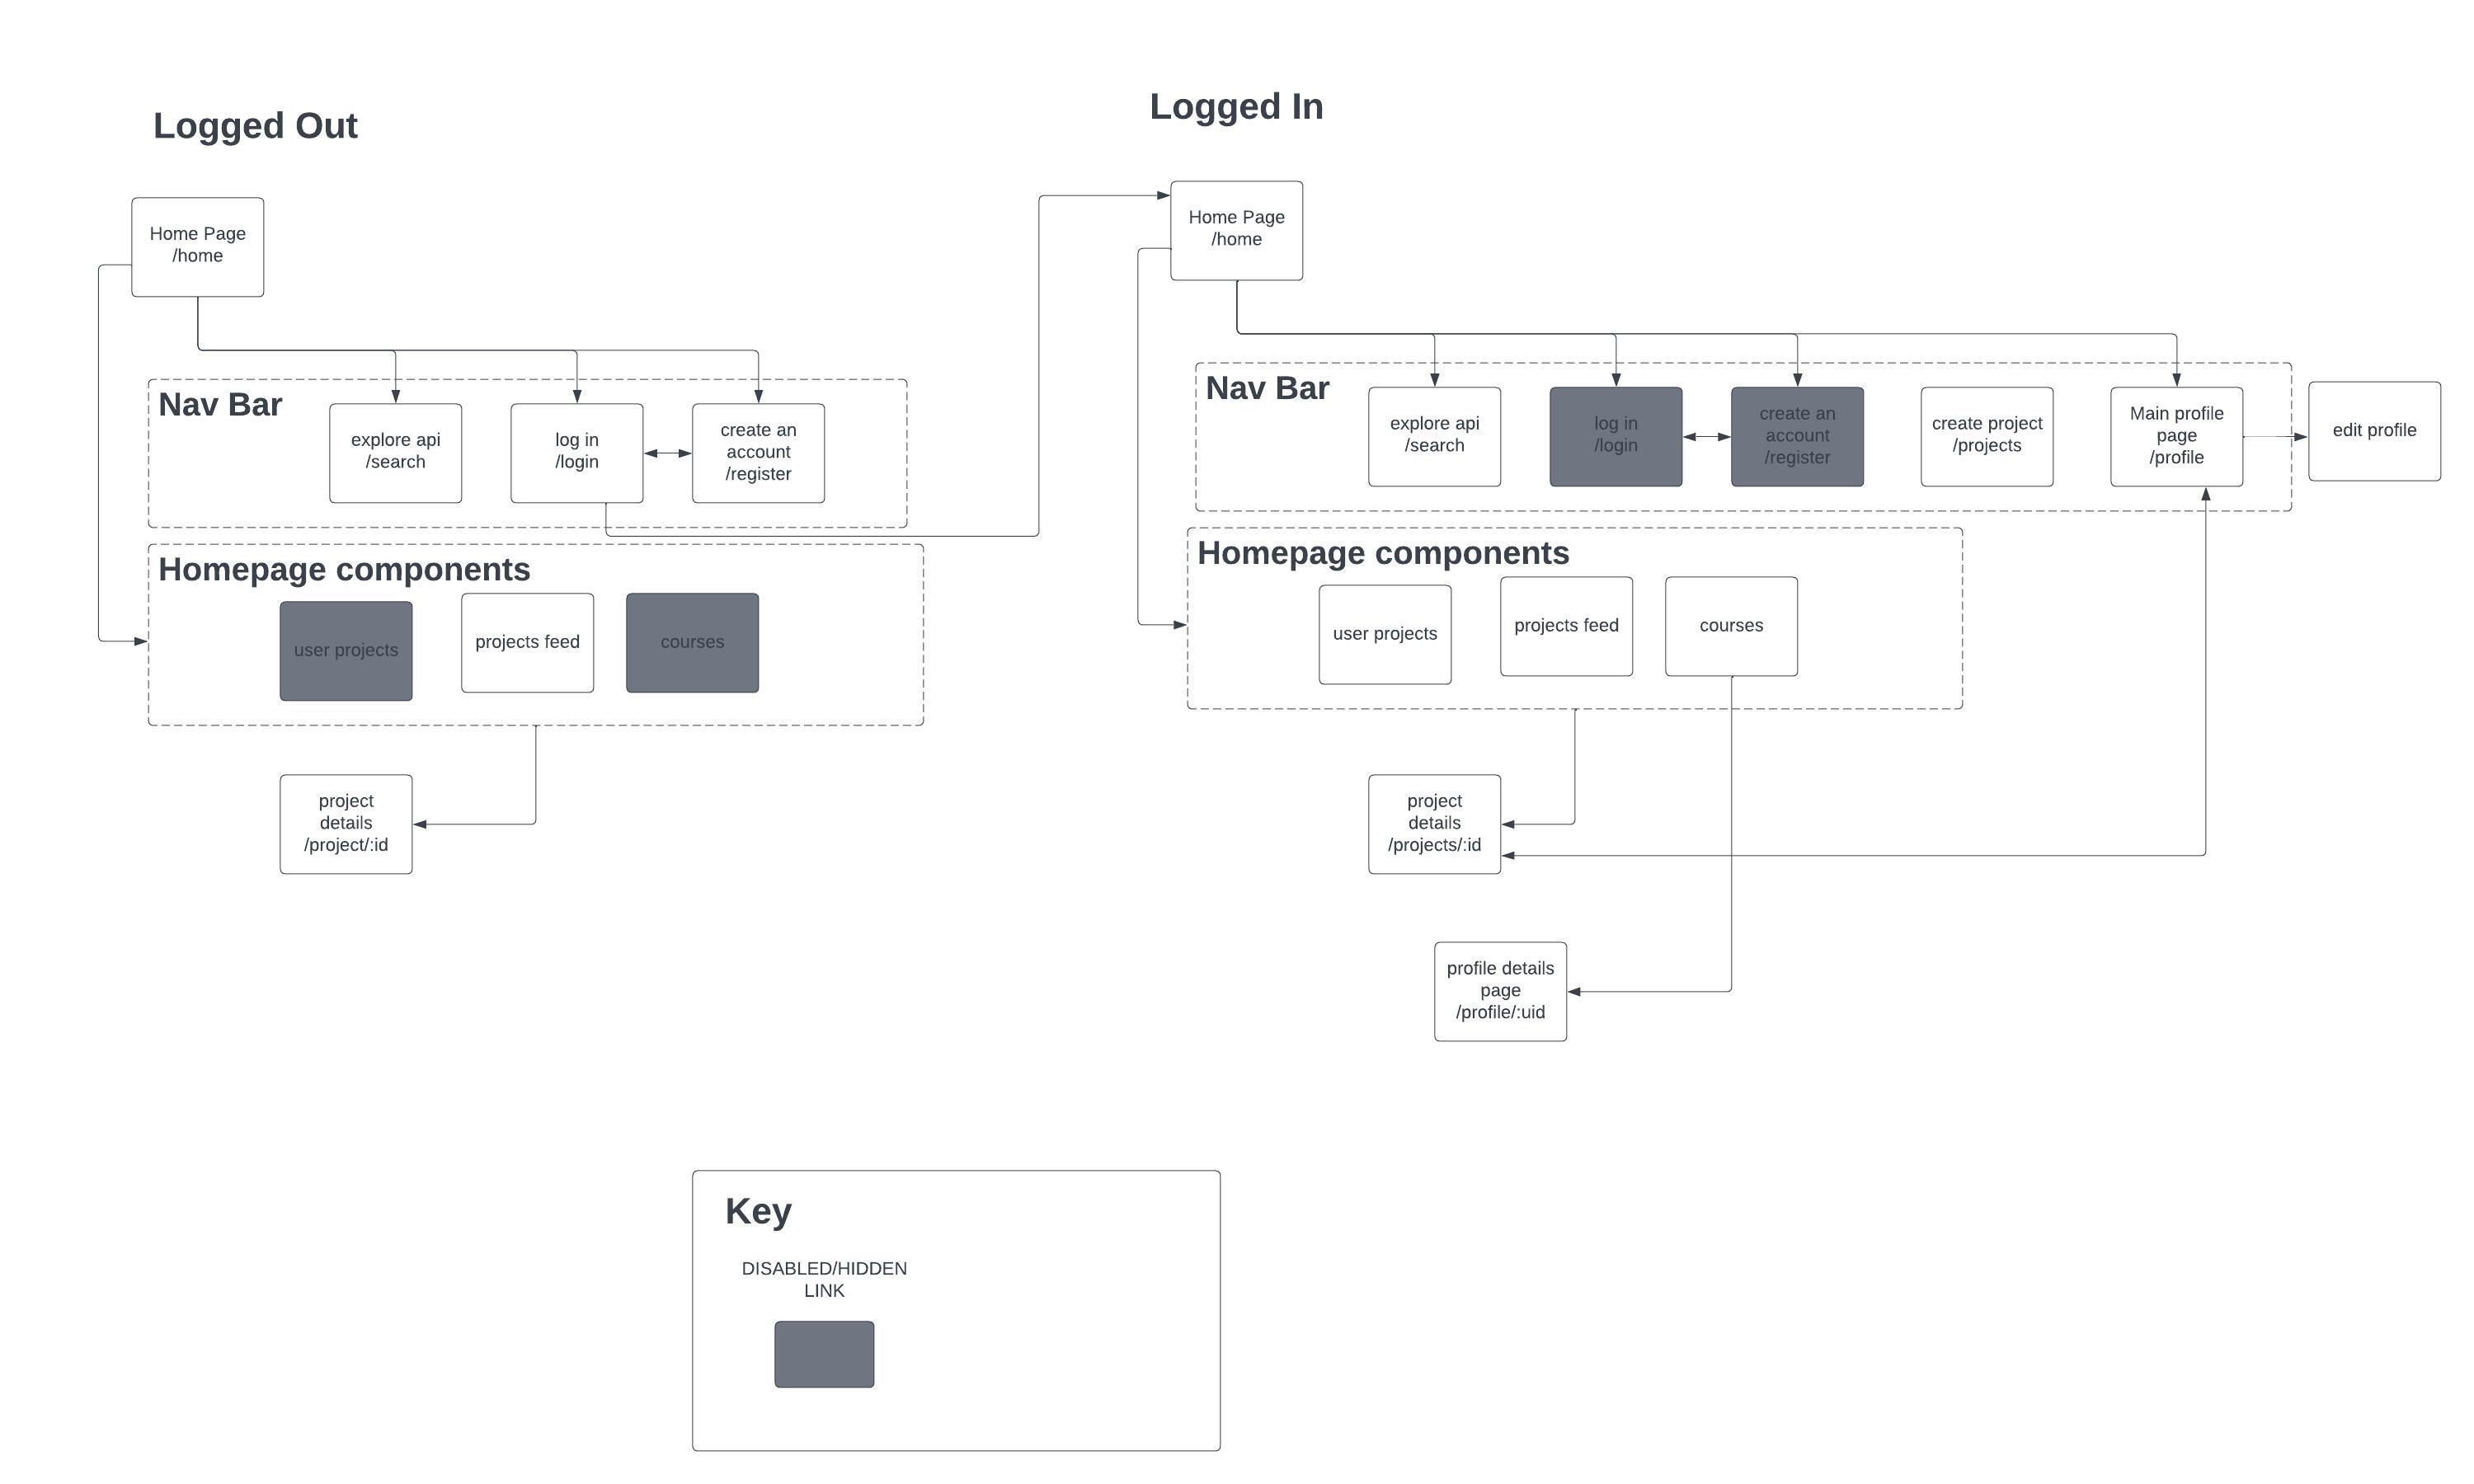 Logged Out
Home Page
/home
Nav Bar
explore api
/search
log in
/login
create an
account
/register
Homepage components
user projects
projects feed
courses
project
details
/project/:id
Logged In
Home Page
/home
Nav Bar
explore api
/search
log in
/login
create an
account
/register
create project
/projects
Main profile
page
/profile
edit profile
Homepage components
user projects
projects feed
courses
project
details
/projects/:id
profile details
page
/profile/:uid
Key
DISABLED/HIDDEN
LINK